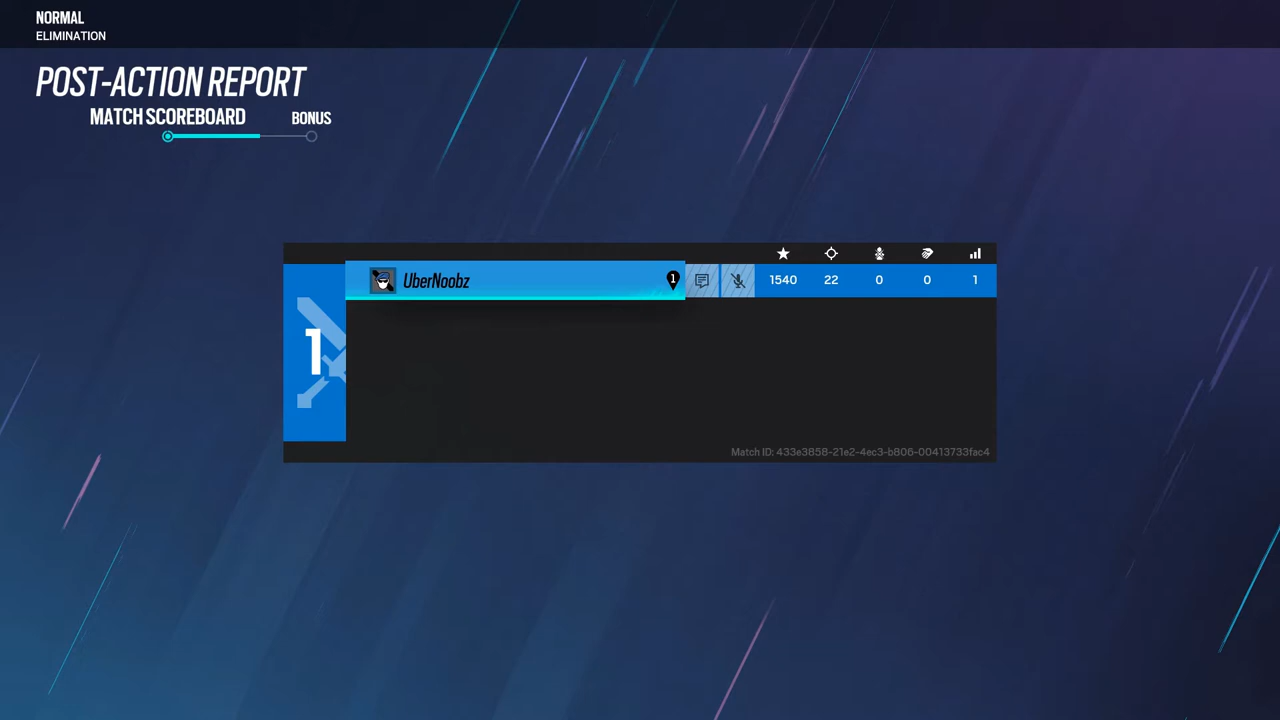 NORMAL
ELIMINATION
POST-ACTION REPORT
MATCH SCOREBOARD BONUS
UberNoobz 1 1540 22 0 0 1
1
Match ID: 433e3858-21e2-4ec3-b806-00413733fac4